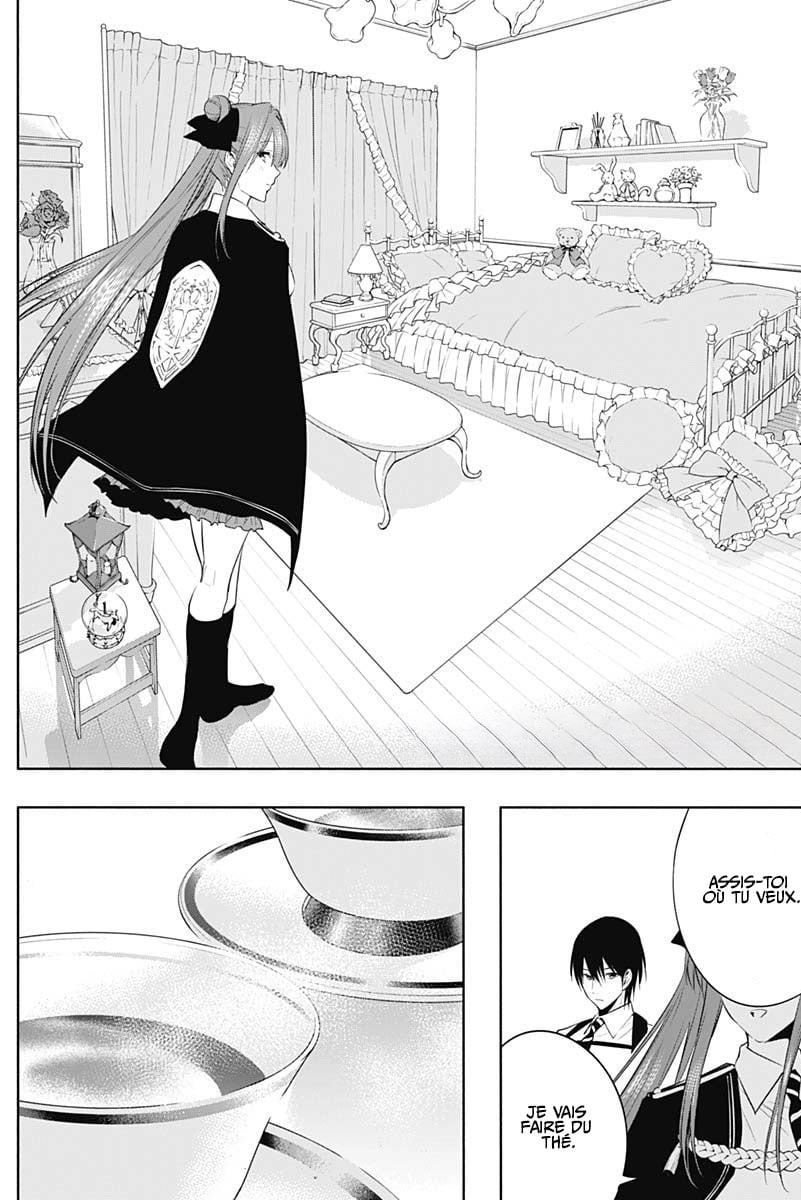 ASSIS-TOI
OÙ TU VEUX.
JE VAIS
FAIRE DU
THÉ.